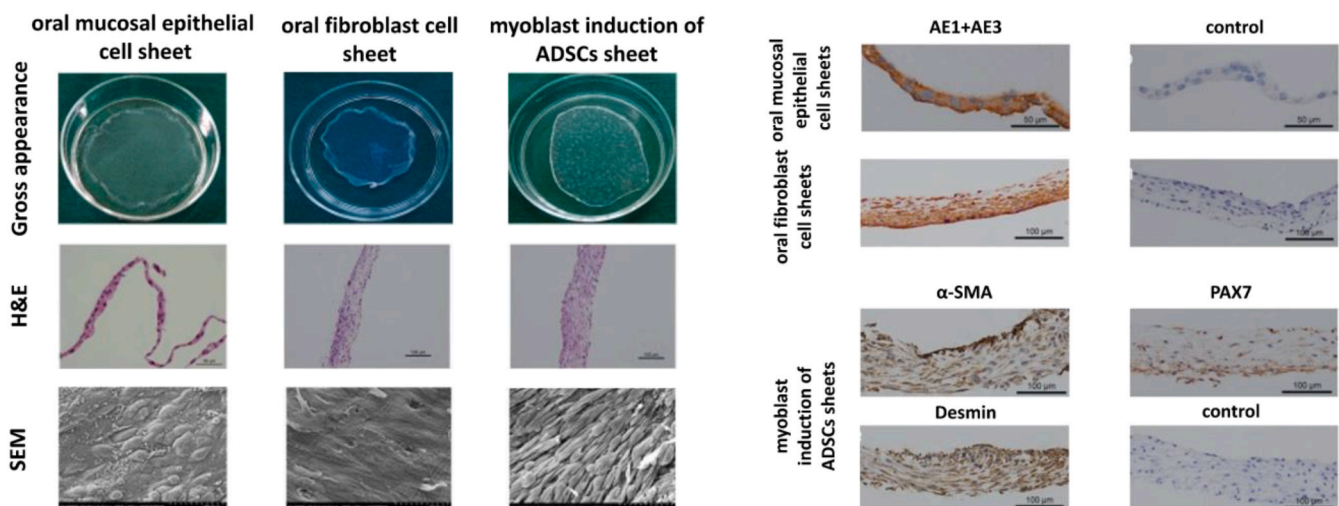 oral mucosal epithelial
cell sheet
oral fibroblast cell
sheet
myoblast induction of
ADSCs sheet
Gross appearance
H&E
SEM
100 μm
AE1+AE3
control
oral mucosal
epithelial
cell sheets
50 μm
50 μm
oral fibroblast
cell sheets
100 μm
100 μm
α-SMA
PAX7
myoblast
induction of
ADSCs sheets
100 μm
100 μm
Desmin
control
100 μm
100 μm